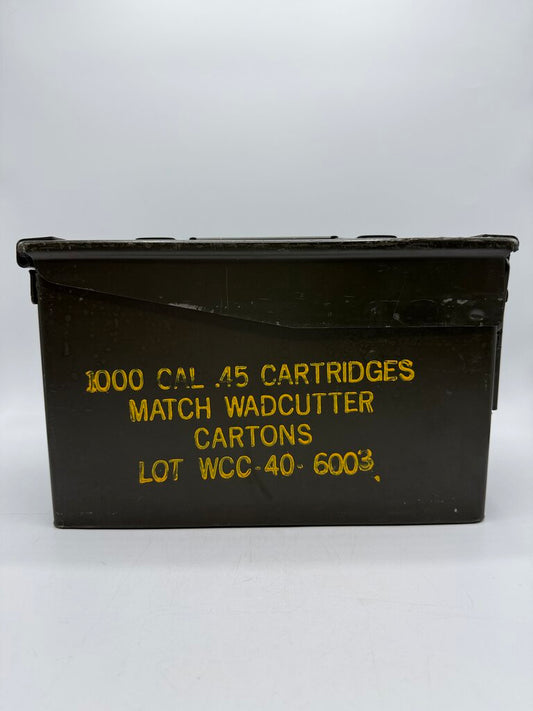 1000 CAL .45 CARTRIDGES
MATCH WADCUTTER
CARTONS
LOT WCC-40-6003